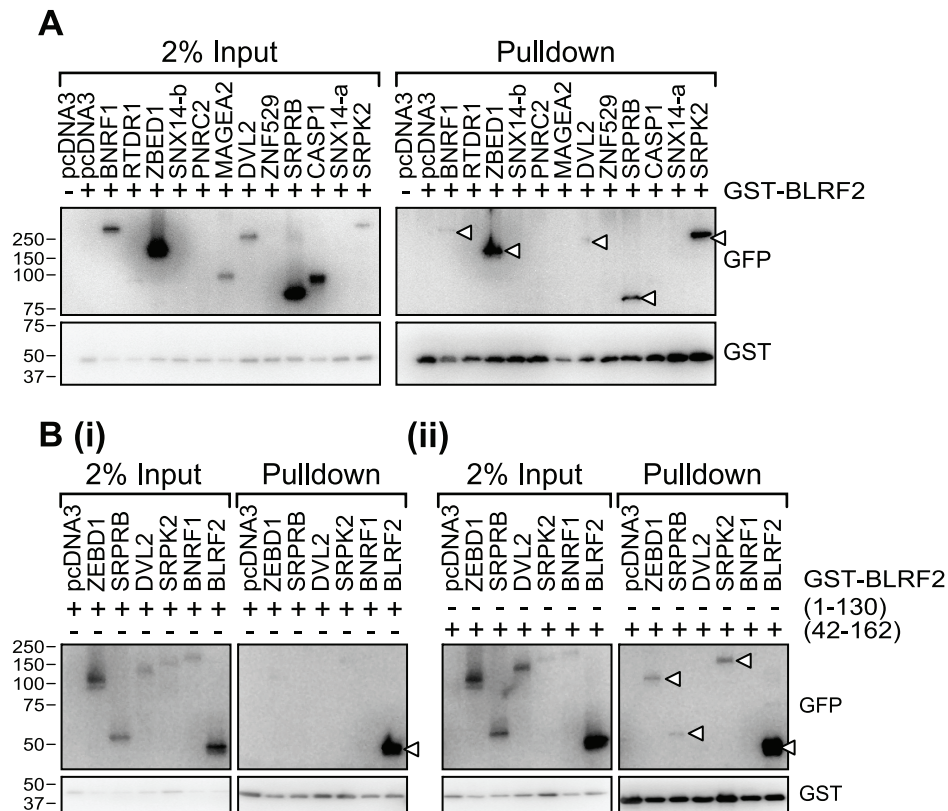 A
2% Input Pulldown
pcDNA3 pcDNA3 BNRF1 RTDR1 ZBED1 SNX14-b PNRC2 MAGEA2 DVL2 ZNF529 SRPRB CASP1 SNX14-a SRPK2 pcDNA3 pcDNA3 BNRF1 RTDR1 ZBED1 SNX14-b PNRC2 MAGEA2 DVL2 ZNF529 SRPRB CASP1 SNX14-a SRPK2
- + + + + + + + + + + + + + - + + + + + + + + + + + + + GST-BLRF2
250
150
100
75
GFP
75
50
37
GST
B (i) (ii)
2% Input Pulldown 2% Input Pulldown
pcDNA3 ZEBD1 SRPRB DVL2 SRPK2 BNRF1 BLRF2 pcDNA3 ZEBD1 SRPRB DVL2 SRPK2 BNRF1 BLRF2 pcDNA3 ZEBD1 SRPRB DVL2 SRPK2 BNRF1 BLRF2 pcDNA3 ZEBD1 SRPRB DVL2 SRPK2 BNRF1 BLRF2
GST-BLRF2
+ + + + + + + + + + + + + + - - - - - - - - - - - - - - (1-130)
- - - - - - - - - - - - - - + + + + + + + + + + + + + + (42-162)
250
150
100
75
50
GFP
50
37
GST